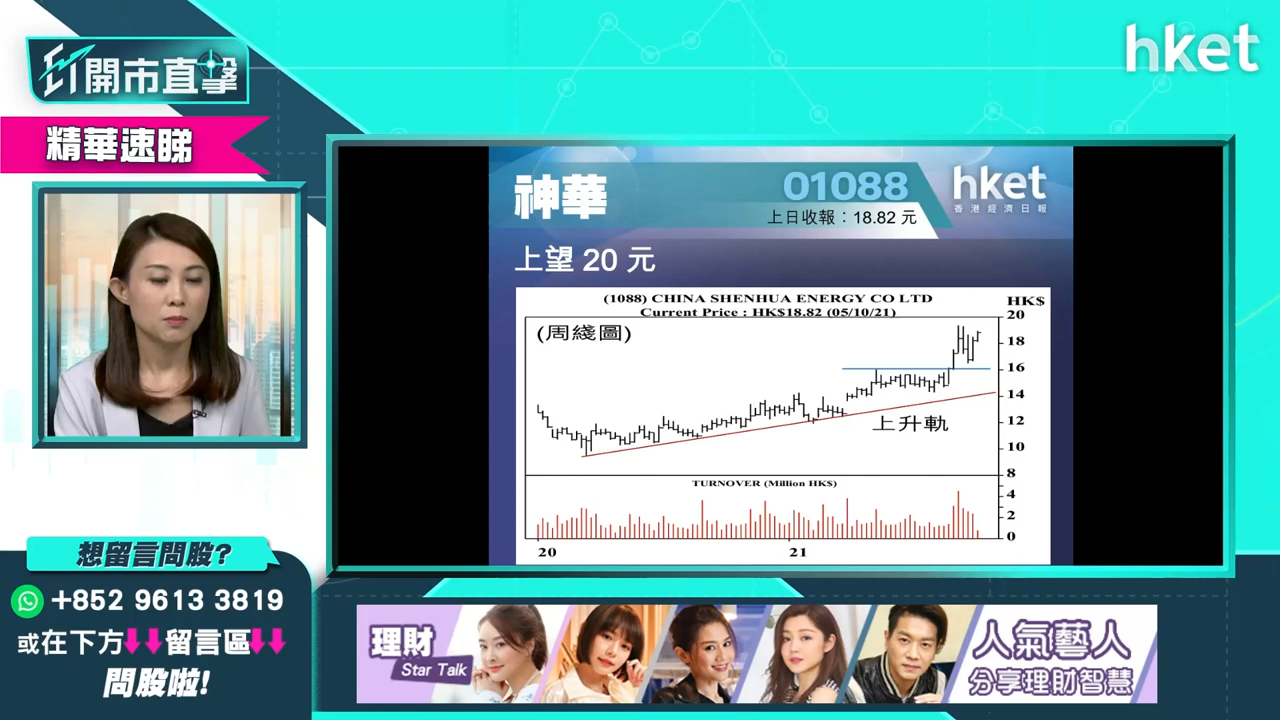 ET開市直擊
hket
精華速睇
神華
01088
上日收報：18.82 元
hket
香港經濟日報
上望 20 元
(1088) CHINA SHENHUA ENERGY CO LTD
Current Price : HK$18.82 (05/10/21)
HK$
(周綫圖)
20
18
16
14
12
10
8
上升軌
TURNOVER (Million HK$)
4
2
0
20
21
想留言問股?
+852 9613 3819
或在下方⬇⬇留言區⬇⬇
問股啦!
理財
Star Talk
人氣藝人
分享理財智慧